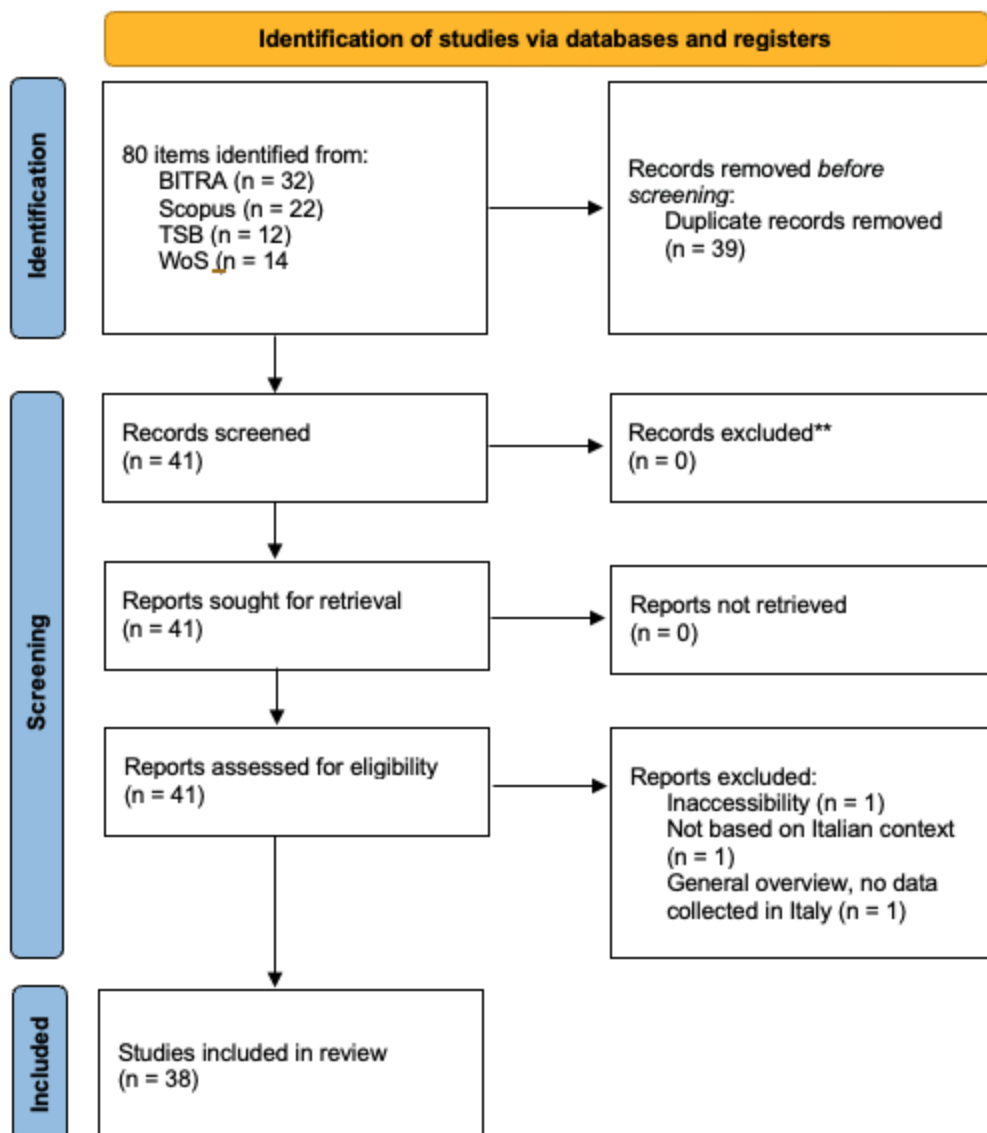 Identification of studies via databases and registers
Identification
80 items identified from:
BITRA (n = 32)
Scopus (n = 22)
TSB (n = 12)
WoS (n = 14
Records removed before
screening:
Duplicate records removed
(n = 39)
Screening
Records screened
(n = 41)
Records excluded**
(n = 0)
Reports sought for retrieval
(n = 41)
Reports not retrieved
(n = 0)
Reports assessed for eligibility
(n = 41)
Reports excluded:
Inaccessibility (n = 1)
Not based on Italian context
(n = 1)
General overview, no data
collected in Italy (n = 1)
Included
Studies included in review
(n = 38)